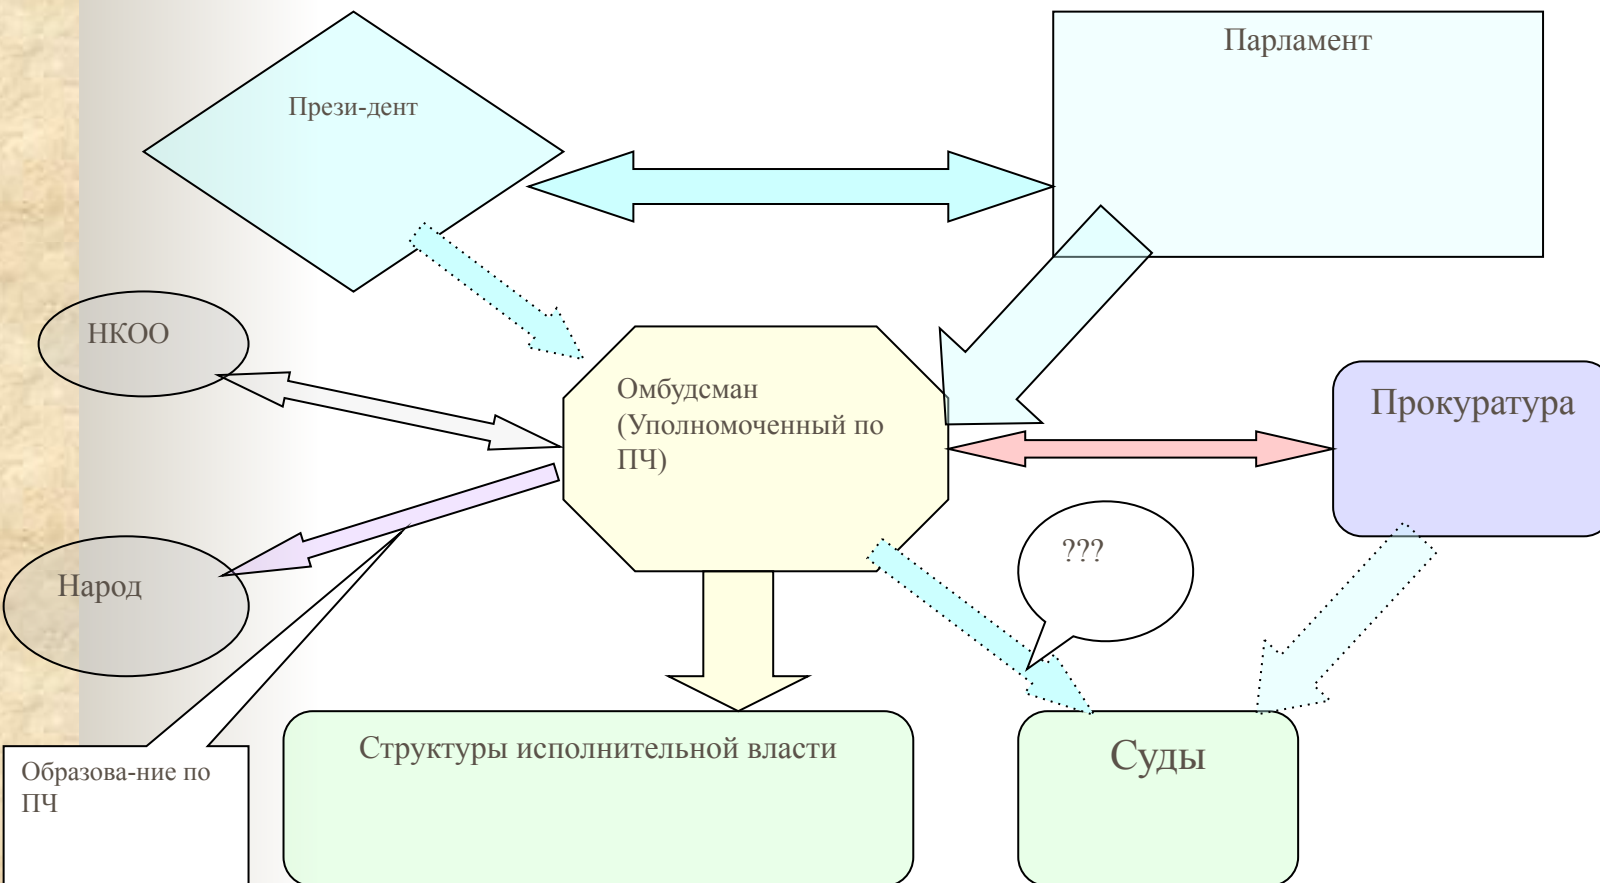 Парламент
Прези-дент
НКОО
Омбудсман
(Уполномоченный по
ПЧ)
Прокуратура
???
Народ
Структуры исполнительной власти
Суды
Образова-ние по
ПЧ